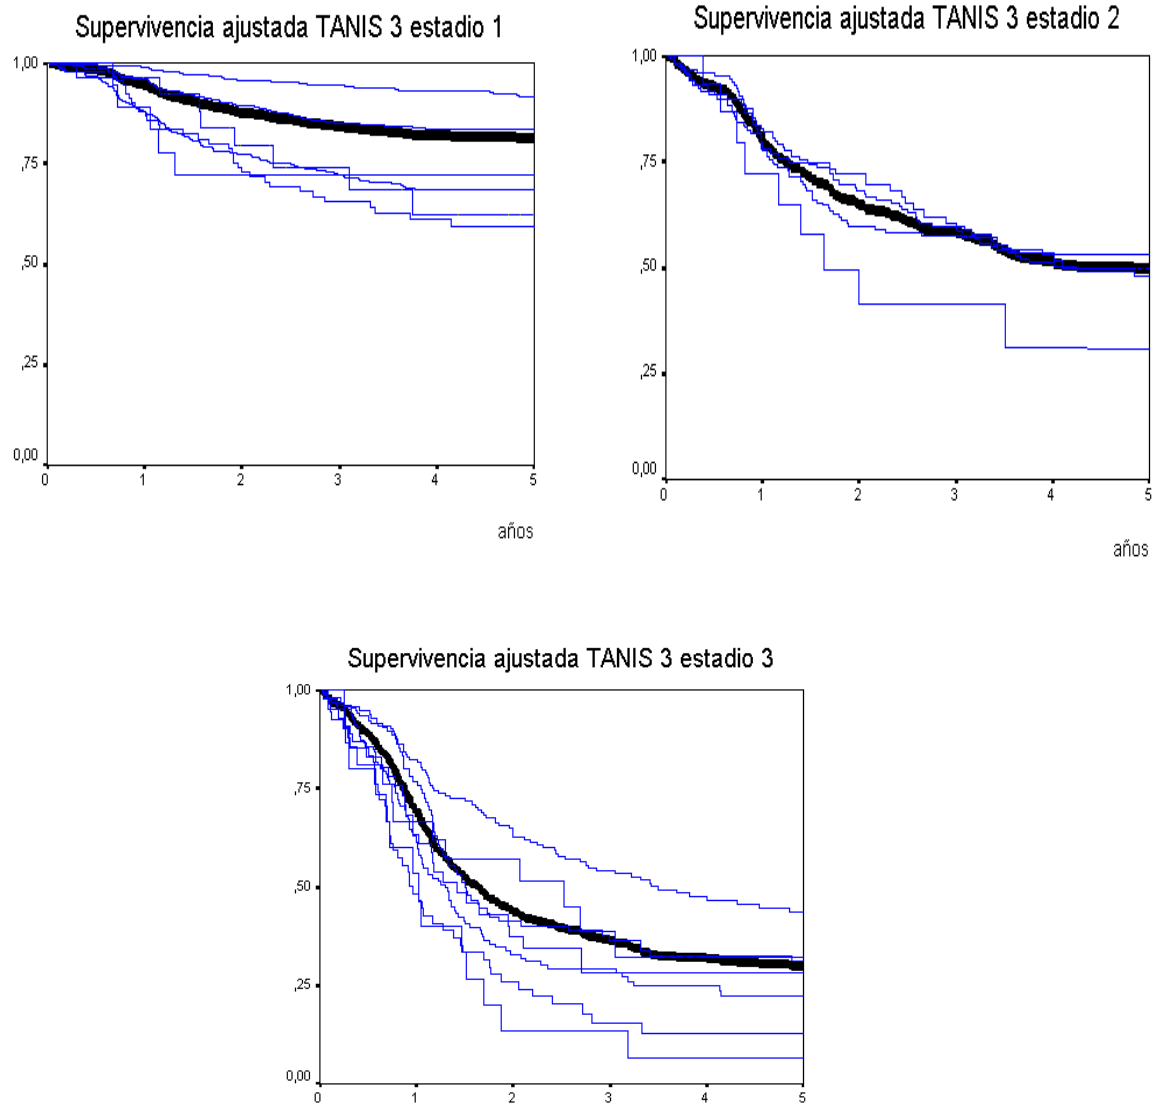 Supervivencia ajustada TANIS 3 estadio 1
1,00
,75
,50
,25
0,00
0 1 2 3 4 5
años
Supervivencia ajustada TANIS 3 estadio 2
1,00
,75
,50
,25
0,00
0 1 2 3 4 5
años
Supervivencia ajustada TANIS 3 estadio 3
1,00
,75
,50
,25
0,00
0 1 2 3 4 5